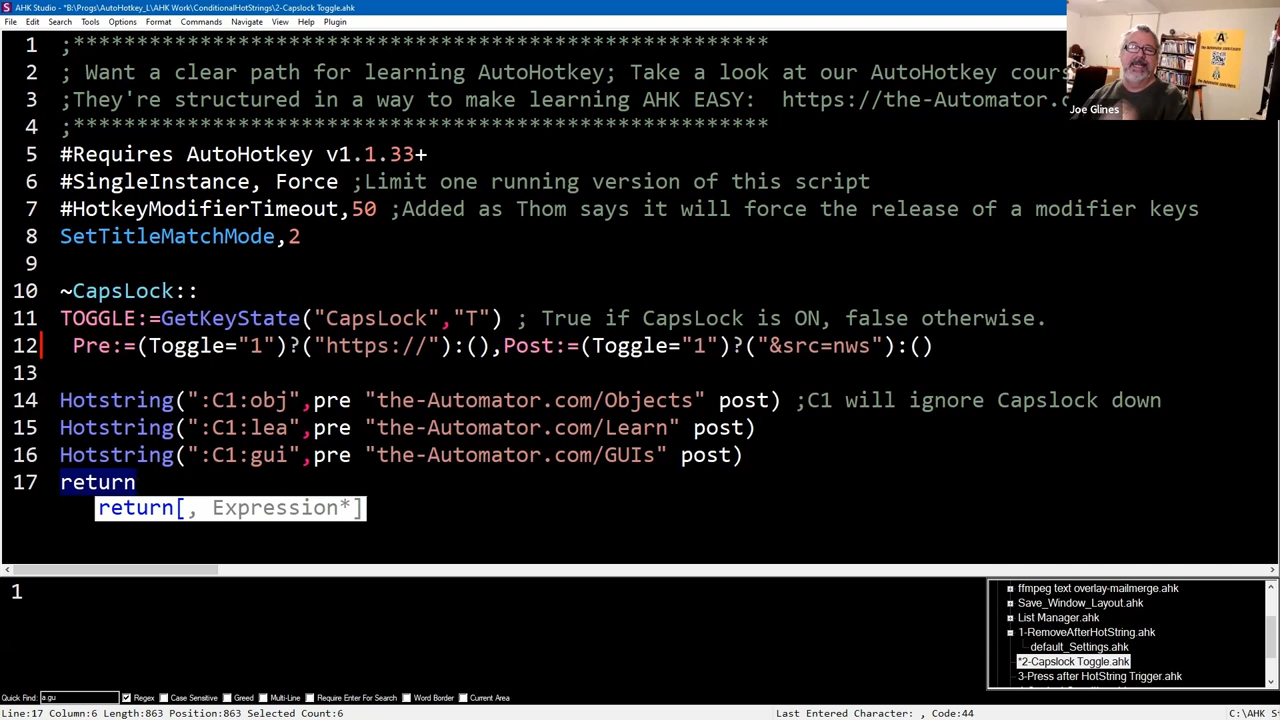 AHK Studio - *B:\Progs\AutoHotkey_L\AHK Work\ConditionalHotStrings\2-Capslock Toggle.ahk
File Edit Search Tools Options Format Commands Navigate View Help Plugin
1 ;*******************************************************
2 ; Want a clear path for learning AutoHotkey; Take a look at our AutoHotkey cour
3 ;They're structured in a way to make learning AHK EASY: https://the-Automator.
4 ;*******************************************************
5 #Requires AutoHotkey v1.1.33+
6 #SingleInstance, Force ;Limit one running version of this script
7 #HotkeyModifierTimeout,50 ;Added as Thom says it will force the release of a modifier keys
8 SetTitleMatchMode,2
9
10 ~CapsLock::
11 TOGGLE:=GetKeyState("CapsLock","T") ; True if CapsLock is ON, false otherwise.
12 Pre:=(Toggle="1")?("https://"):(),Post:=(Toggle="1")?("&src=nws"):()
13
14 Hotstring(":C1:obj",pre "the-Automator.com/Objects" post) ;C1 will ignore Capslock down
15 Hotstring(":C1:lea",pre "the-Automator.com/Learn" post)
16 Hotstring(":C1:gui",pre "the-Automator.com/GUIs" post)
17 return
return[, Expression*]
Joe Glines
1
ffmpeg text overlay-mailmerge.ahk
Save_Window_Layout.ahk
List Manager.ahk
1-RemoveAfterHotString.ahk
default_Settings.ahk
*2-Capslock Toggle.ahk
3-Press after HotString Trigger.ahk
Quick Find: a.gu Regex Case Sensitive Greed Multi-Line Require Enter For Search Word Border Current Area
Line:17 Column:6 Length:863 Position:863 Selected Count:6 Last Entered Character: , Code:44 C:\AHK S